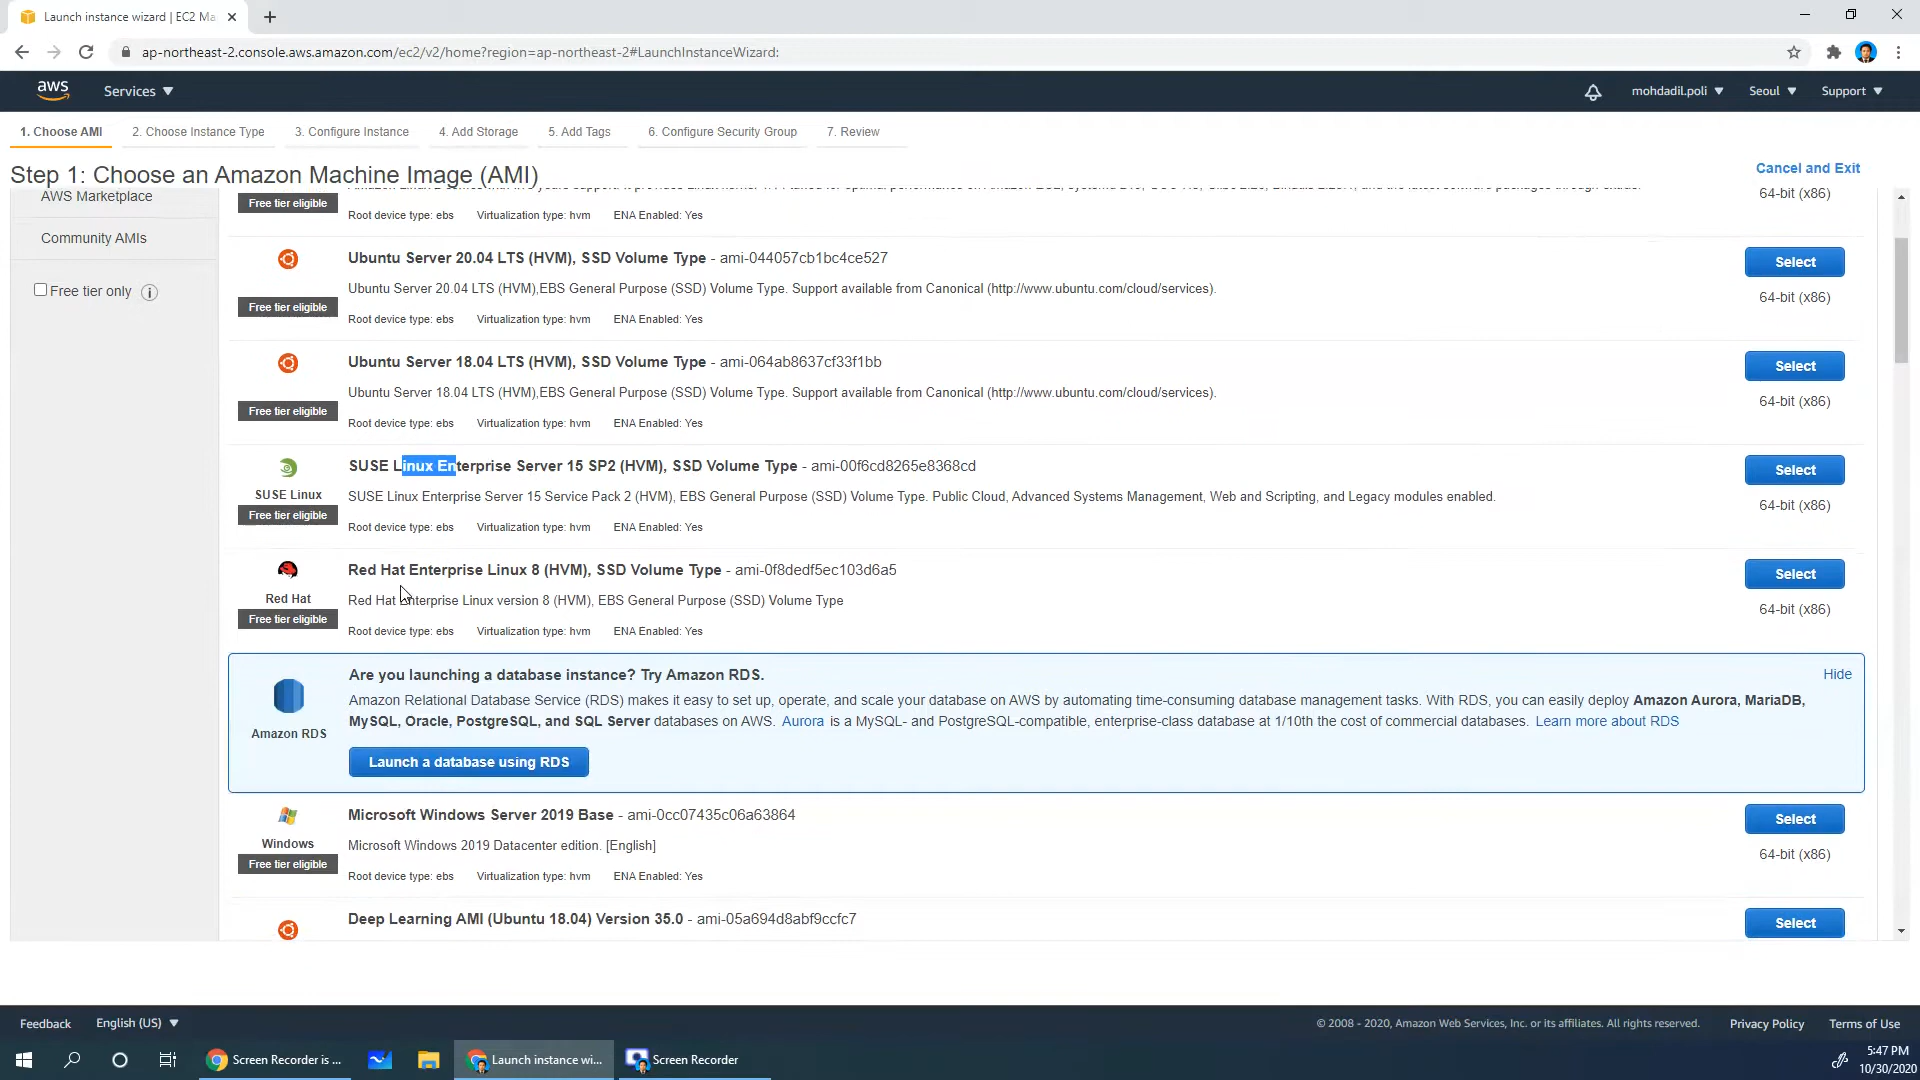 Launch instance wizard | EC2 Ma
ap-northeast-2.console.aws.amazon.com/ec2/v2/home?region=ap-northeast-2#LaunchInstanceWizard:
aws
Services
mohdadil.poli
Seoul
Support
1. Choose AMI
2. Choose Instance Type
3. Configure Instance
4. Add Storage
5. Add Tags
6. Configure Security Group
7. Review
Step 1: Choose an Amazon Machine Image (AMI)
Cancel and Exit
AWS Marketplace
Community AMIs
Free tier only
Free tier eligible
Root device type: ebs Virtualization type: hvm ENA Enabled: Yes
64-bit (x86)
Ubuntu Server 20.04 LTS (HVM), SSD Volume Type - ami-044057cb1bc4ce527
Select
Ubuntu Server 20.04 LTS (HVM),EBS General Purpose (SSD) Volume Type. Support available from Canonical (http://www.ubuntu.com/cloud/services).
64-bit (x86)
Free tier eligible
Root device type: ebs Virtualization type: hvm ENA Enabled: Yes
Ubuntu Server 18.04 LTS (HVM), SSD Volume Type - ami-064ab8637cf33f1bb
Select
Ubuntu Server 18.04 LTS (HVM),EBS General Purpose (SSD) Volume Type. Support available from Canonical (http://www.ubuntu.com/cloud/services).
64-bit (x86)
Free tier eligible
Root device type: ebs Virtualization type: hvm ENA Enabled: Yes
SUSE Linux Enterprise Server 15 SP2 (HVM), SSD Volume Type - ami-00f6cd8265e8368cd
Select
SUSE Linux
SUSE Linux Enterprise Server 15 Service Pack 2 (HVM), EBS General Purpose (SSD) Volume Type. Public Cloud, Advanced Systems Management, Web and Scripting, and Legacy modules enabled.
64-bit (x86)
Free tier eligible
Root device type: ebs Virtualization type: hvm ENA Enabled: Yes
Red Hat Enterprise Linux 8 (HVM), SSD Volume Type - ami-0f8dedf5ec103d6a5
Select
Red Hat
Red Hat Enterprise Linux version 8 (HVM), EBS General Purpose (SSD) Volume Type
64-bit (x86)
Free tier eligible
Root device type: ebs Virtualization type: hvm ENA Enabled: Yes
Are you launching a database instance? Try Amazon RDS.
Hide
Amazon RDS
Amazon Relational Database Service (RDS) makes it easy to set up, operate, and scale your database on AWS by automating time-consuming database management tasks. With RDS, you can easily deploy Amazon Aurora, MariaDB,
MySQL, Oracle, PostgreSQL, and SQL Server databases on AWS. Aurora is a MySQL- and PostgreSQL-compatible, enterprise-class database at 1/10th the cost of commercial databases. Learn more about RDS
Launch a database using RDS
Microsoft Windows Server 2019 Base - ami-0cc07435c06a63864
Select
Windows
Microsoft Windows 2019 Datacenter edition. [English]
64-bit (x86)
Free tier eligible
Root device type: ebs Virtualization type: hvm ENA Enabled: Yes
Deep Learning AMI (Ubuntu 18.04) Version 35.0 - ami-05a694d8abf9ccfc7
Select
Feedback
English (US)
© 2008 - 2020, Amazon Web Services, Inc. or its affiliates. All rights reserved.
Privacy Policy
Terms of Use
Screen Recorder is ...
Launch instance wi...
Screen Recorder
5:47 PM
10/30/2020